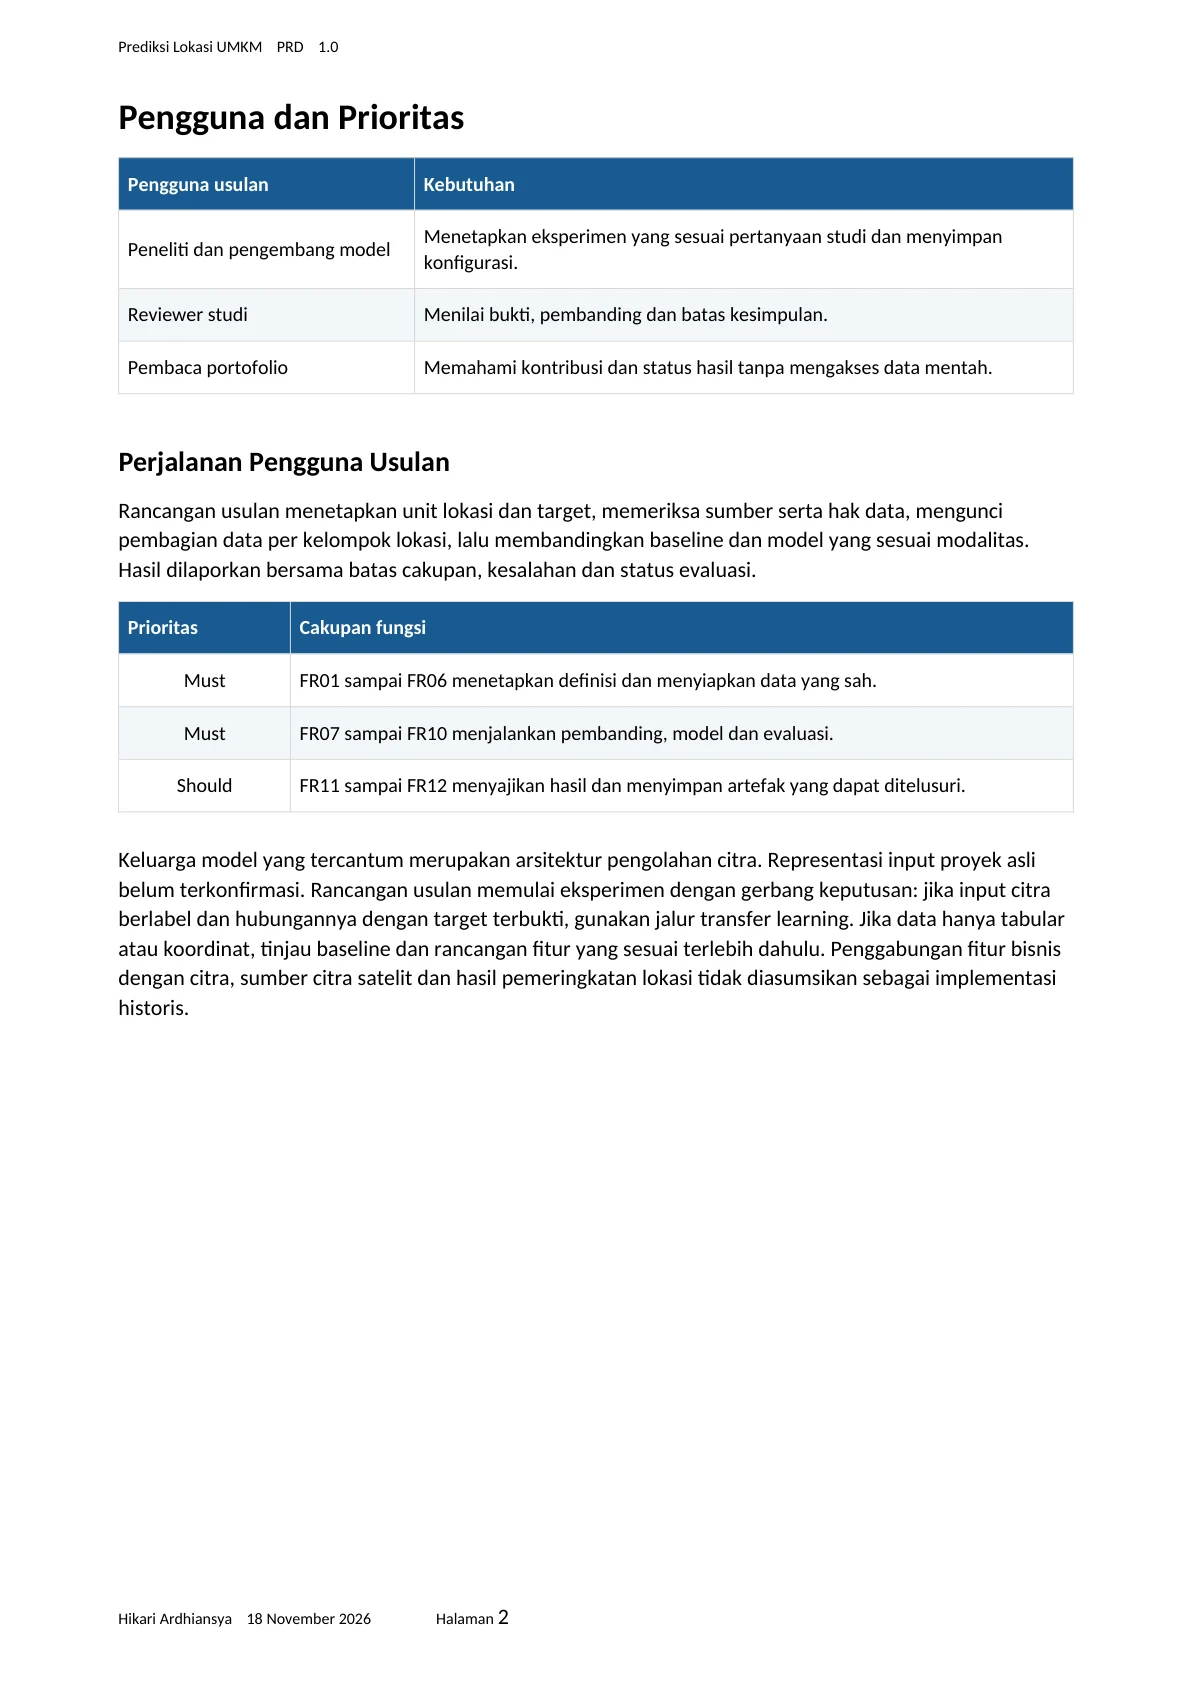 Prediksi Lokasi UMKM PRD 1.0
Pengguna dan Prioritas
Pengguna usulan Kebutuhan
Peneliti dan pengembang model Menetapkan eksperimen yang sesuai pertanyaan studi dan menyimpan
konfigurasi.
Reviewer studi Menilai bukti, pembanding dan batas kesimpulan.
Pembaca portofolio Memahami kontribusi dan status hasil tanpa mengakses data mentah.
Perjalanan Pengguna Usulan
Rancangan usulan menetapkan unit lokasi dan target, memeriksa sumber serta hak data, mengunci
pembagian data per kelompok lokasi, lalu membandingkan baseline dan model yang sesuai modalitas.
Hasil dilaporkan bersama batas cakupan, kesalahan dan status evaluasi.
Prioritas Cakupan fungsi
Must FR01 sampai FR06 menetapkan definisi dan menyiapkan data yang sah.
Must FR07 sampai FR10 menjalankan pembanding, model dan evaluasi.
Should FR11 sampai FR12 menyajikan hasil dan menyimpan artefak yang dapat ditelusuri.
Keluarga model yang tercantum merupakan arsitektur pengolahan citra. Representasi input proyek asli
belum terkonfirmasi. Rancangan usulan memulai eksperimen dengan gerbang keputusan: jika input citra
berlabel dan hubungannya dengan target terbukti, gunakan jalur transfer learning. Jika data hanya tabular
atau koordinat, tinjau baseline dan rancangan fitur yang sesuai terlebih dahulu. Penggabungan fitur bisnis
dengan citra, sumber citra satelit dan hasil pemeringkatan lokasi tidak diasumsikan sebagai implementasi
historis.
Hikari Ardhiansya 18 November 2026 Halaman 2